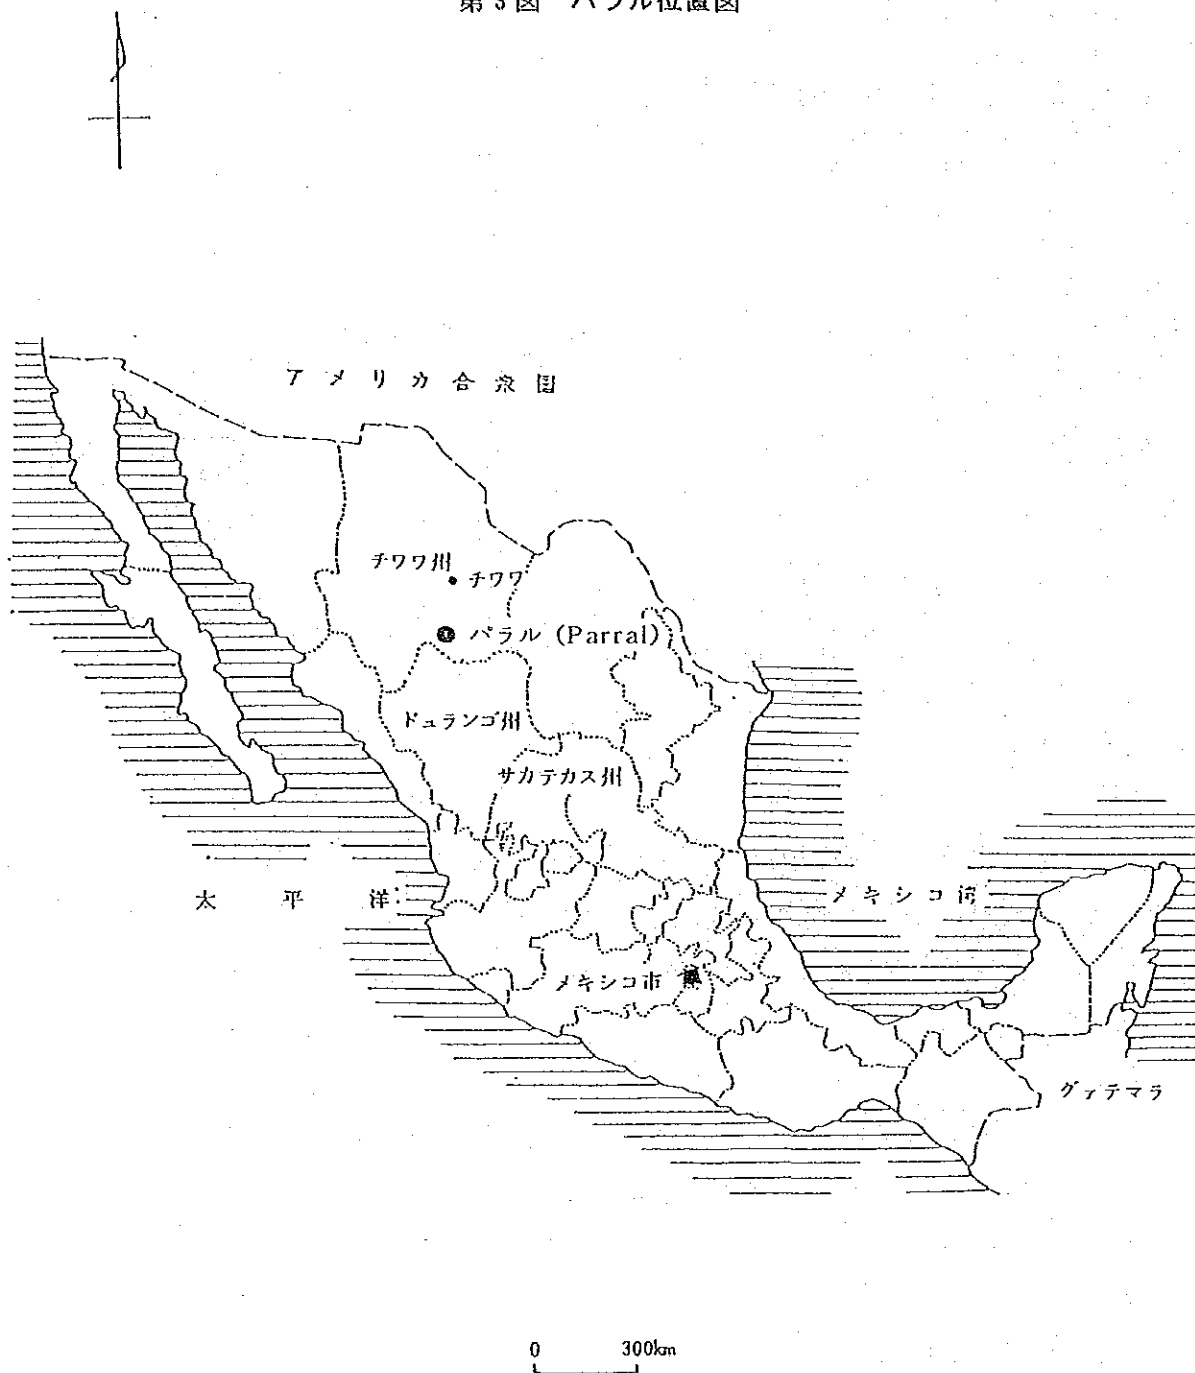 第3図 パラル位置図
アメリカ合衆国
チワワ州
チワワ
パラル (Parral)
ドュランゴ州
サカテカス州
太平洋
メキシコ湾
メキシコ市
グァテマラ
0 300km